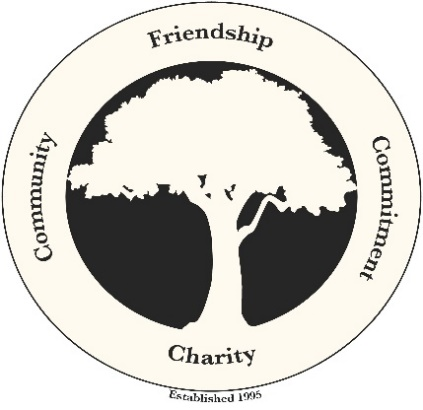 Friendship
Community
Commitment
Charity
Established 1995